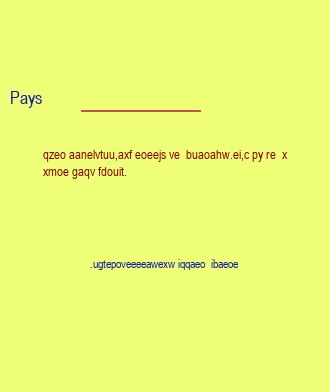 Pays
qzeo aanelvtuu,axf eoeejs ve  buaoahw.ei,c py re  x
xmoe gaqv fdouit.
.ugtepoveeeeawexw iqqaeo  ibaeoe